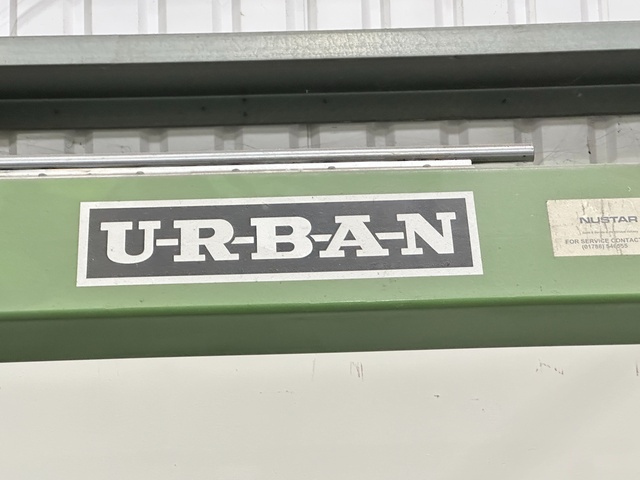 U-R-B-A-N
NUSTAR
FOR SERVICE CONTACT